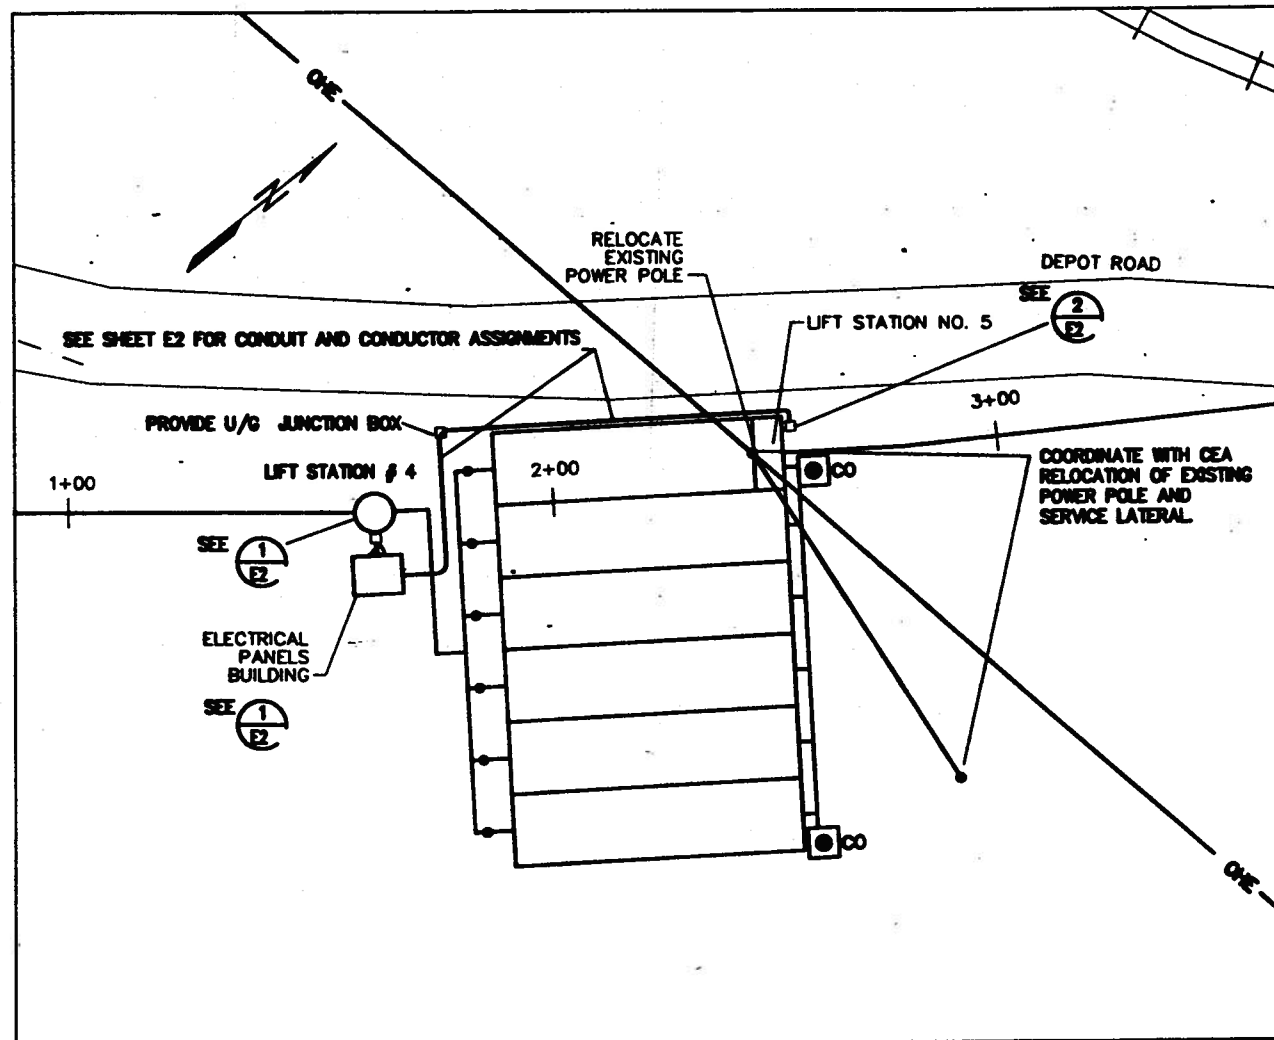 OHE
N
RELOCATE
EXISTING
POWER POLE
DEPOT ROAD
SEE
2
E2
LIFT STATION NO. 5
SEE SHEET E2 FOR CONDUIT AND CONDUCTOR ASSIGNMENTS
3+00
PROVIDE U/G JUNCTION BOX
COORDINATE WITH CEA
RELOCATION OF EXISTING
POWER POLE AND
SERVICE LATERAL.
LIFT STATION # 4
2+00
CO
1+00
SEE
1
E2
ELECTRICAL
PANELS
BUILDING
SEE
1
E2
CO
OHE